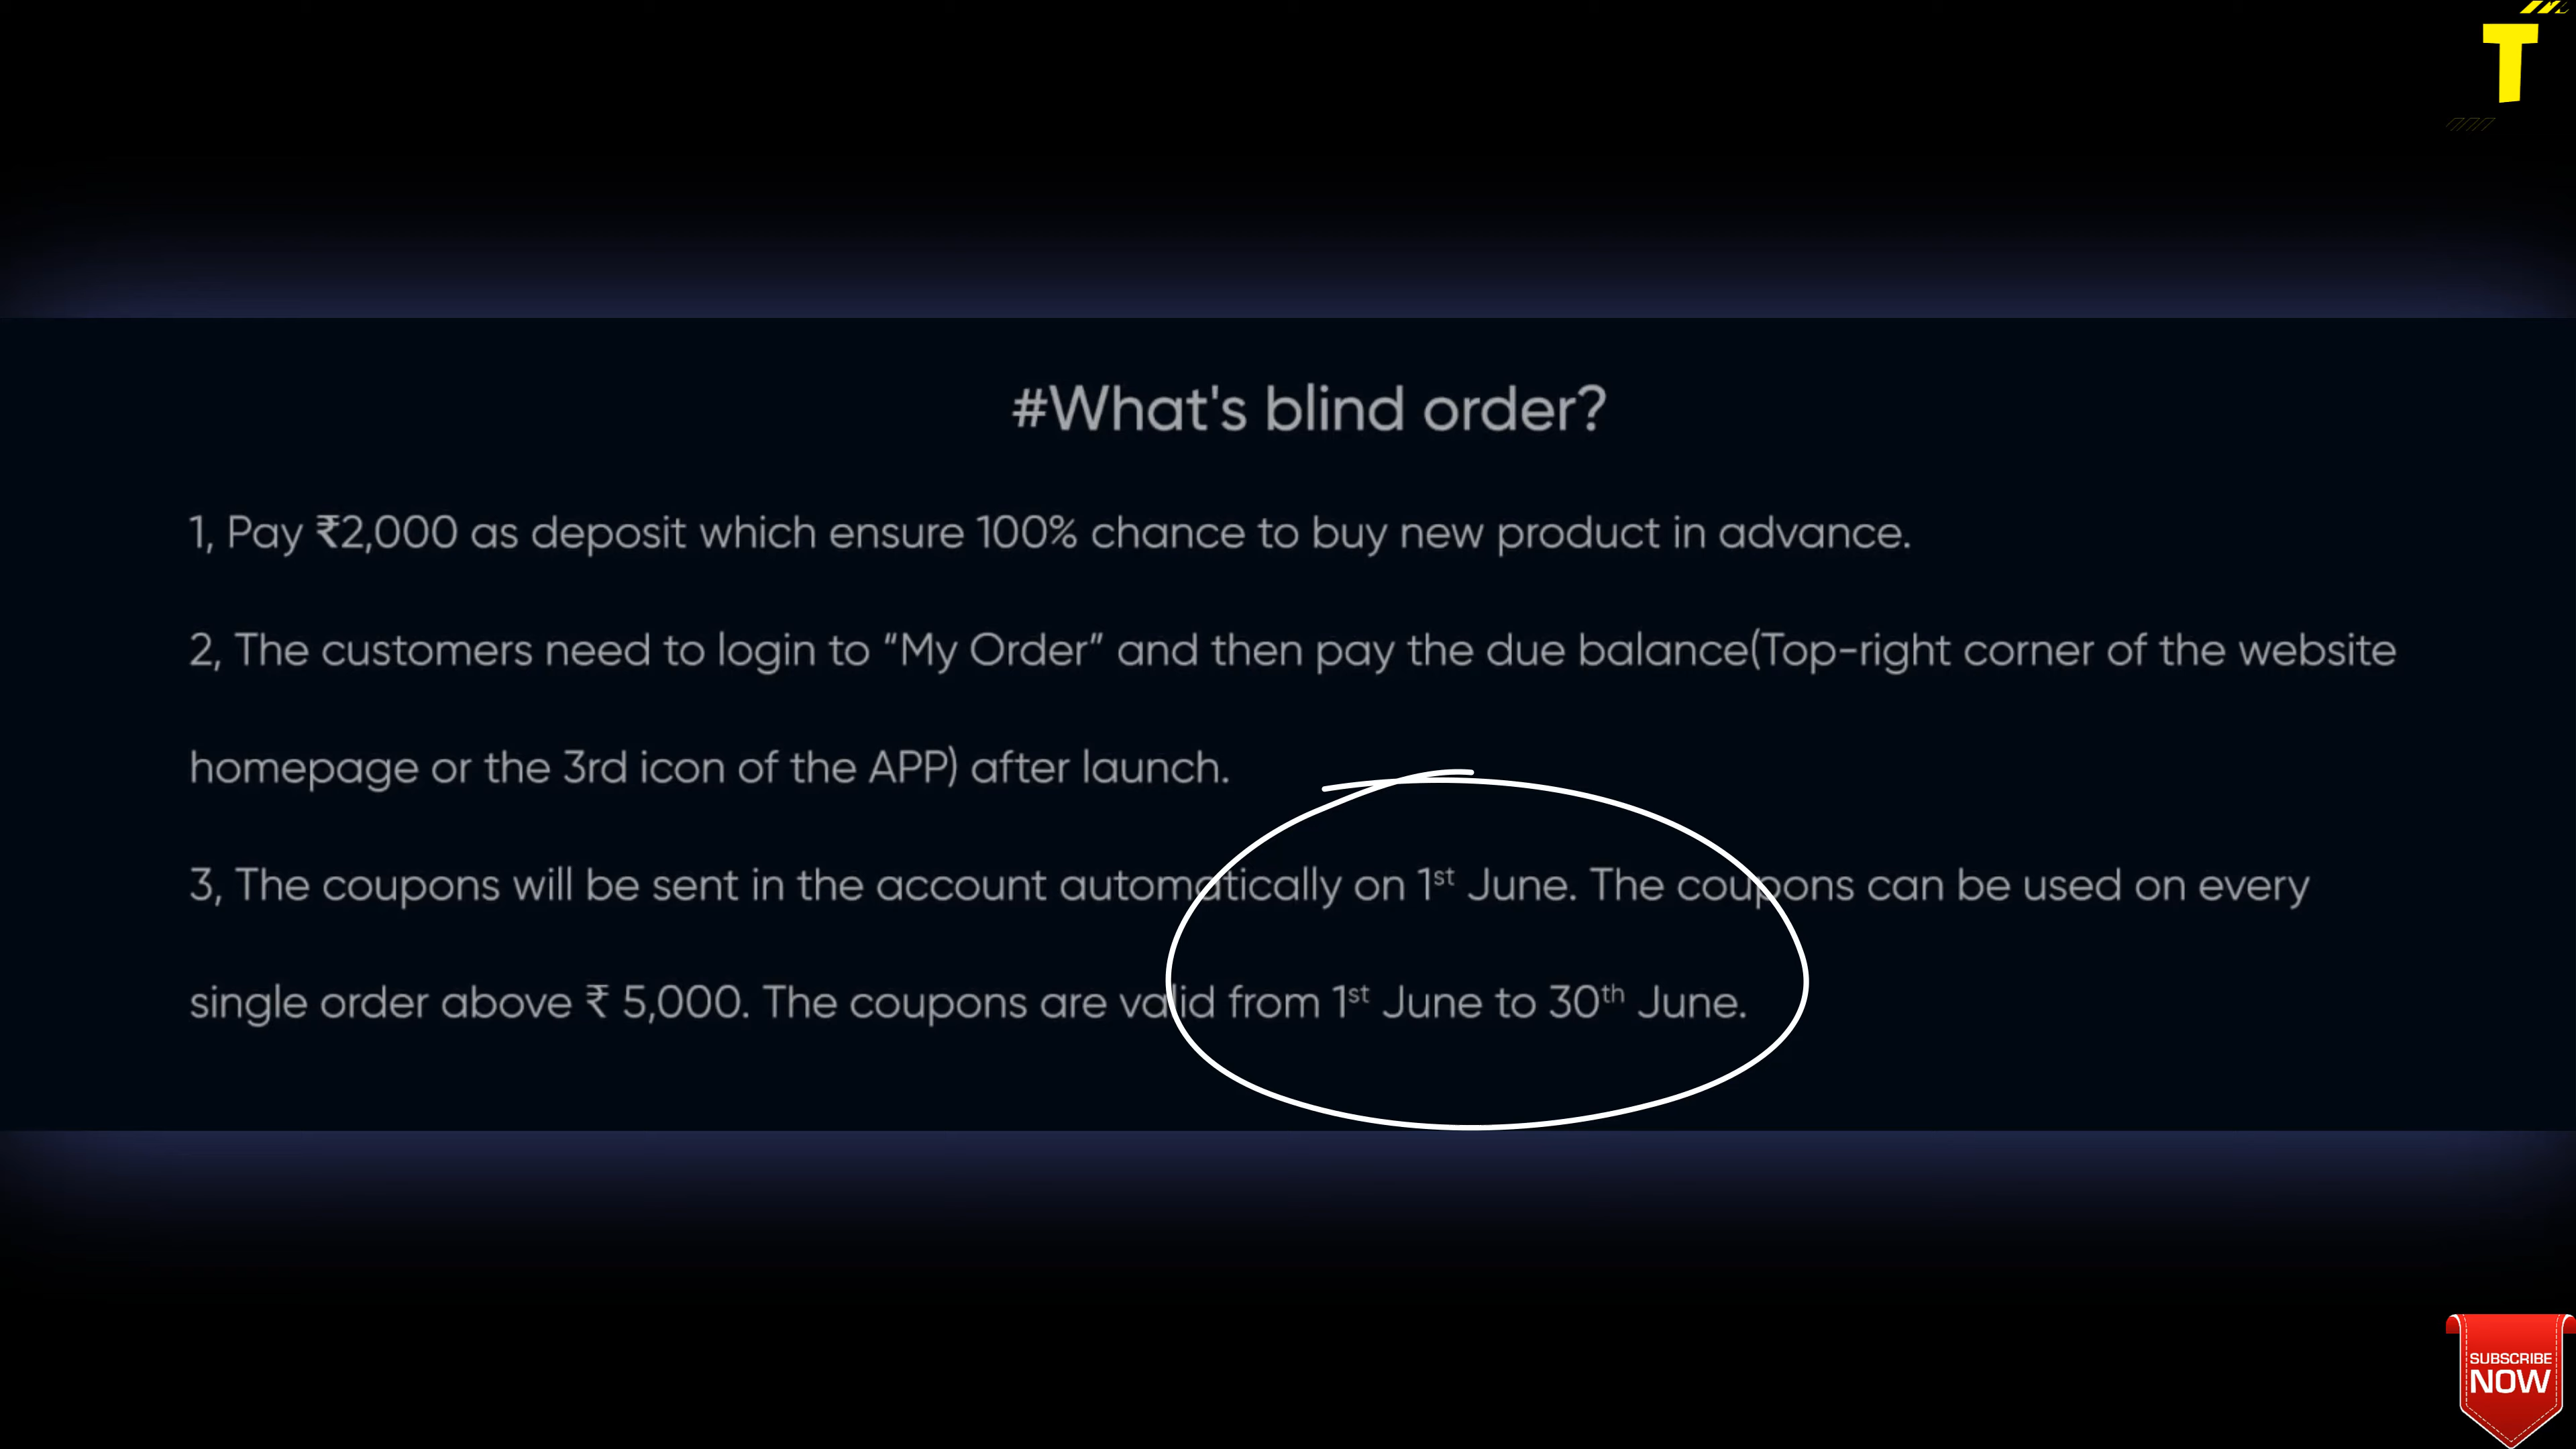 T
#What's blind order?
1, Pay ₹2,000 as deposit which ensure 100% chance to buy new product in advance.
2, The customers need to login to “My Order” and then pay the due balance(Top-right corner of the website
homepage or the 3rd icon of the APP) after launch.
3, The coupons will be sent in the account automatically on 1st June. The coupons can be used on every
single order above ₹ 5,000. The coupons are valid from 1st June to 30th June.
SUBSCRIBE
NOW